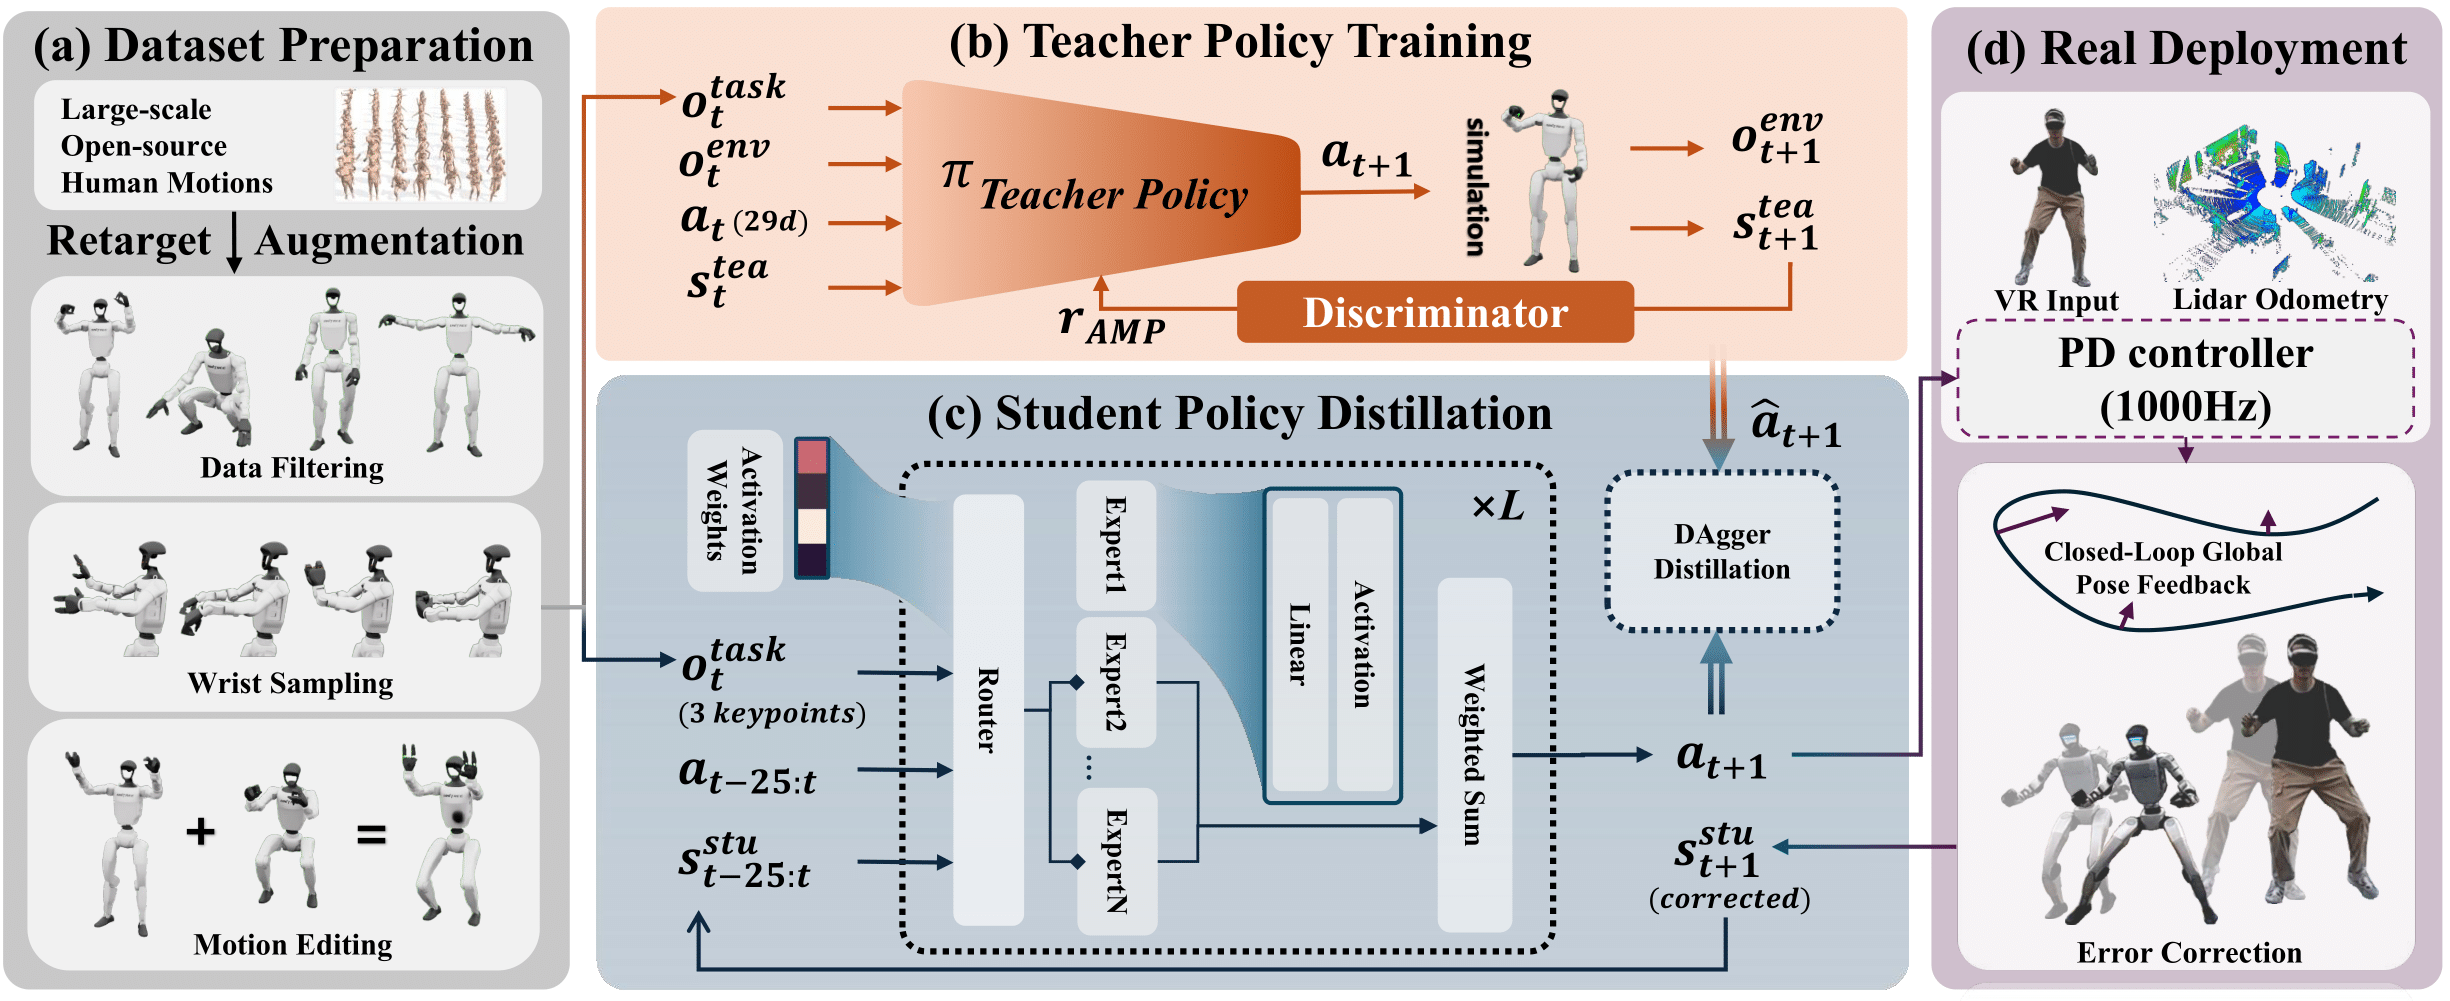 (a) Dataset Preparation
Large-scale
Open-source
Human Motions
Retarget
Augmentation
Data Filtering
Wrist Sampling
+
=
Motion Editing
(b) Teacher Policy Training
o_t^{task}
o_t^{env}
a_t (29d)
s_t^{tea}
π Teacher Policy
a_{t+1}
simulation
o_{t+1}^{env}
s_{t+1}^{tea}
r_{AMP}
Discriminator
(c) Student Policy Distillation
Activation
Weights
o_t^{task}
(3 keypoints)
a_{t-25:t}
s_{t-25:t}^{stu}
Router
Expert1
Expert2
⋮
ExpertN
Linear
Activation
×L
Weighted Sum
â_{t+1}
DAgger
Distillation
a_{t+1}
s_{t+1}^{stu}
(corrected)
(d) Real Deployment
VR Input
Lidar Odometry
PD controller
(1000Hz)
Closed-Loop Global
Pose Feedback
Error Correction